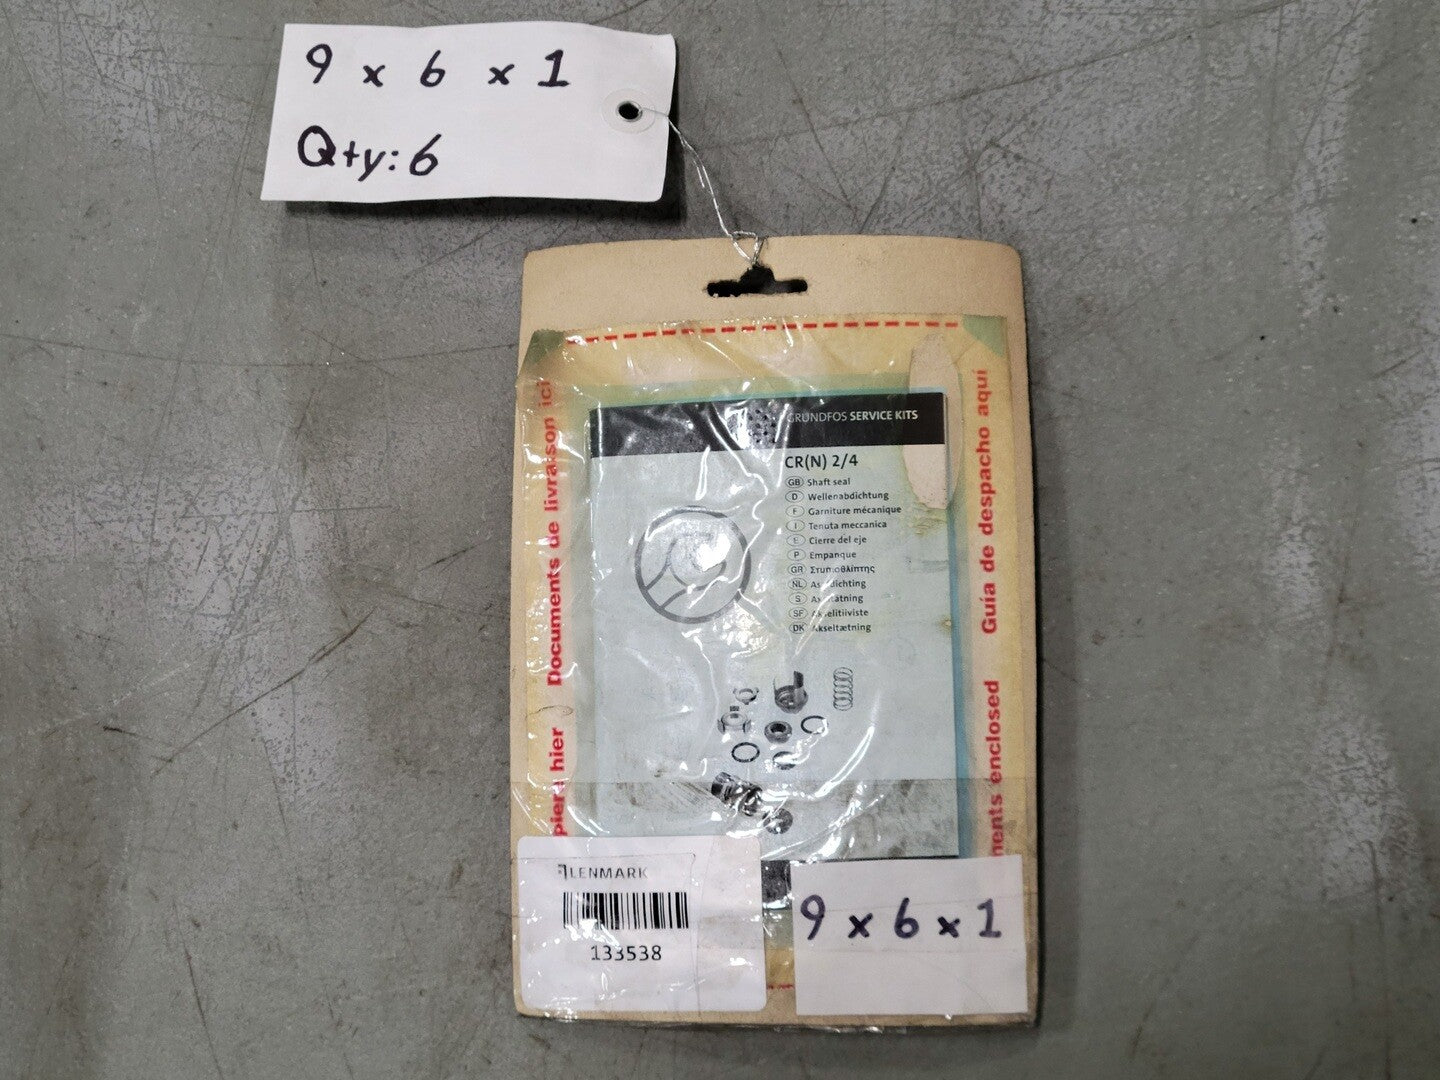 9 x 6 x 1
Qty: 6
Documents de livraison ici
hier
Guía de despacho aquí
enclosed
GRUNDFOS SERVICE KITS
CR(N) 2/4
GB Shaft seal
D Wellenabdichtung
F Garniture mécanique
I Tenuta meccanica
E Cierre del eje
P Empanque
GR Στυπιοθλίπτης
NL
S
SF Akselitiiviste
DK Akseltætning
LENMARK
133538
9 x 6 x 1